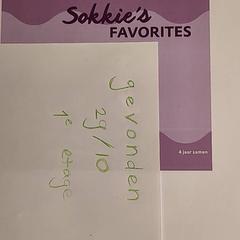 Sokkie's
FAVORITES
4 jaar samen
gevonden
29/10
1e etage